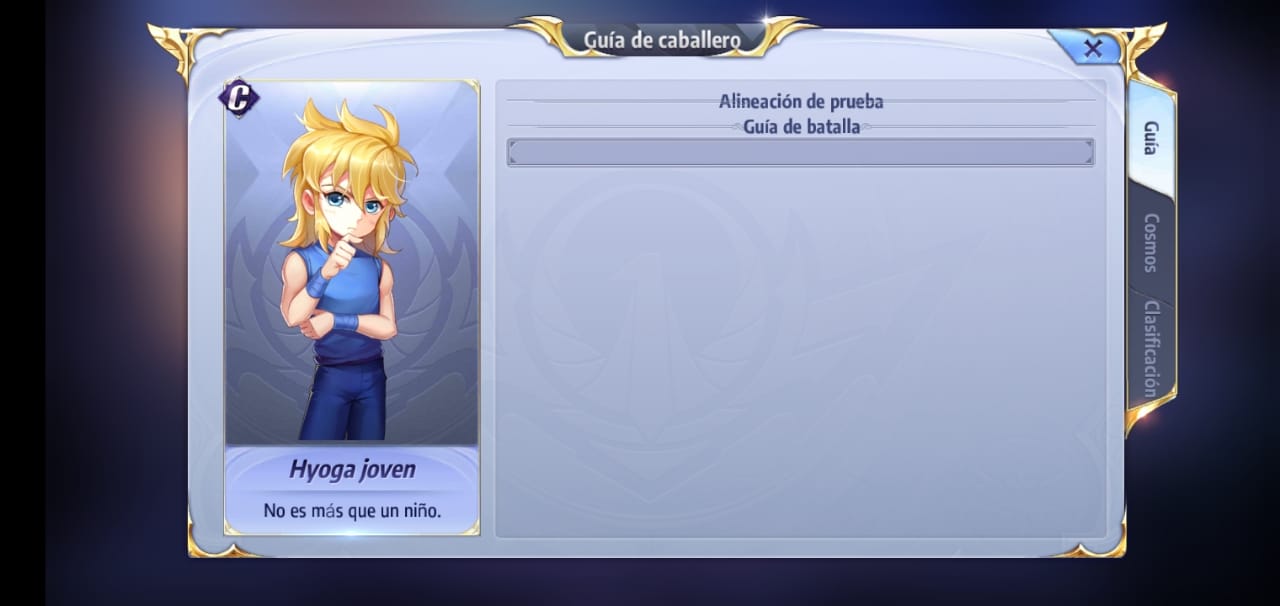 Guía de caballero
C
Alineación de prueba
Guía de batalla
Guía
Cosmos
Clasificación
Hyoga joven
No es más que un niño.